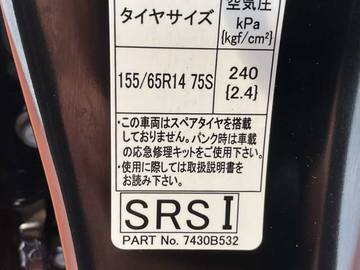 タイヤサイズ
空気圧
kPa
{kgf/cm²}
155/65R14 75S
240
{2.4}
・この車両はスペアタイヤを搭載
しておりません。パンク時は車載
の応急修理キットをご使用下さい。
・使用に際しては取扱説明書を
お読み下さい。
SRS I
PART No. 7430B532